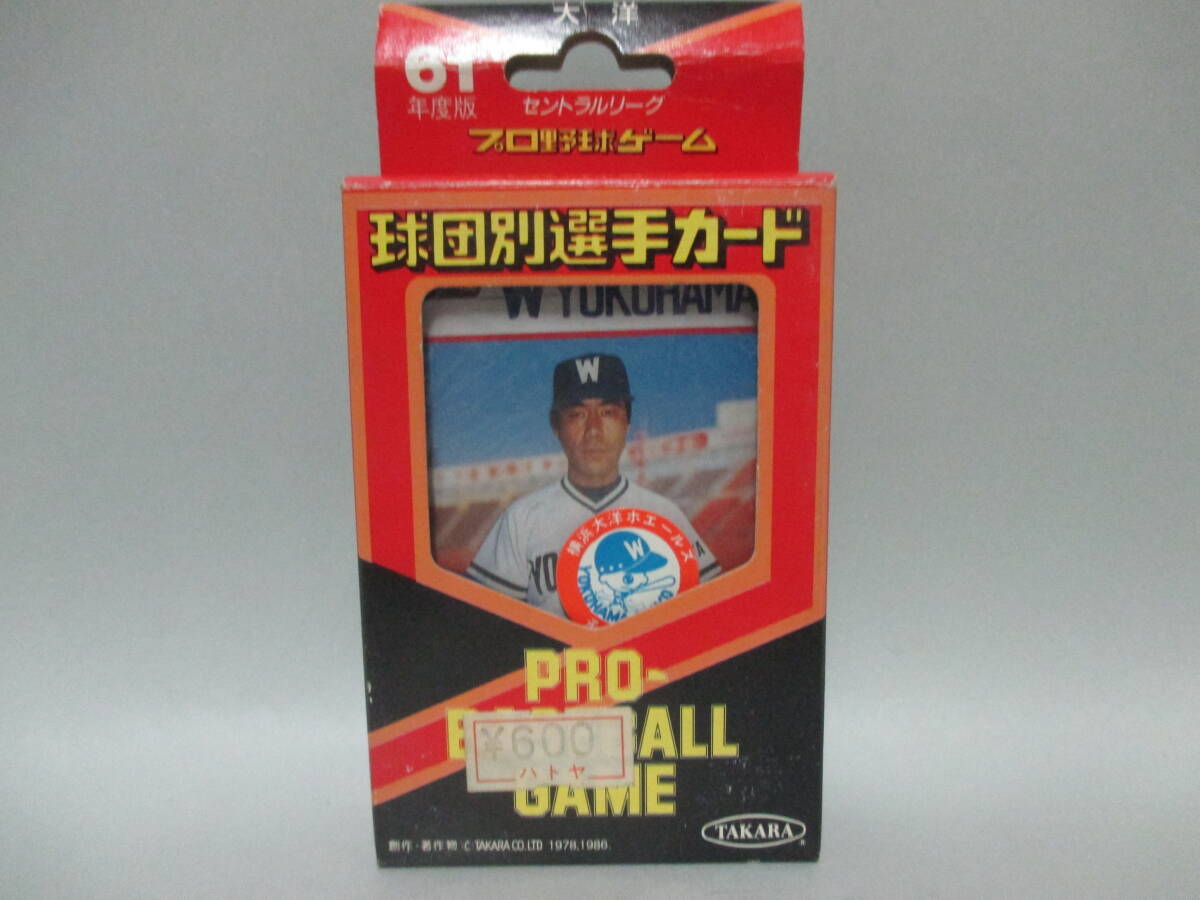 大洋
61
年度版
セントラルリーグ
プロ野球ゲーム
球団別選手カード
W YOKOHAMA
W
横浜大洋ホエールズ
W
YOKOHAMA
YO
A
PRO-
BALL
GAME
¥600
ハトヤ
TAKARA
創作・著作物 © TAKARA CO.LTD 1978,1986